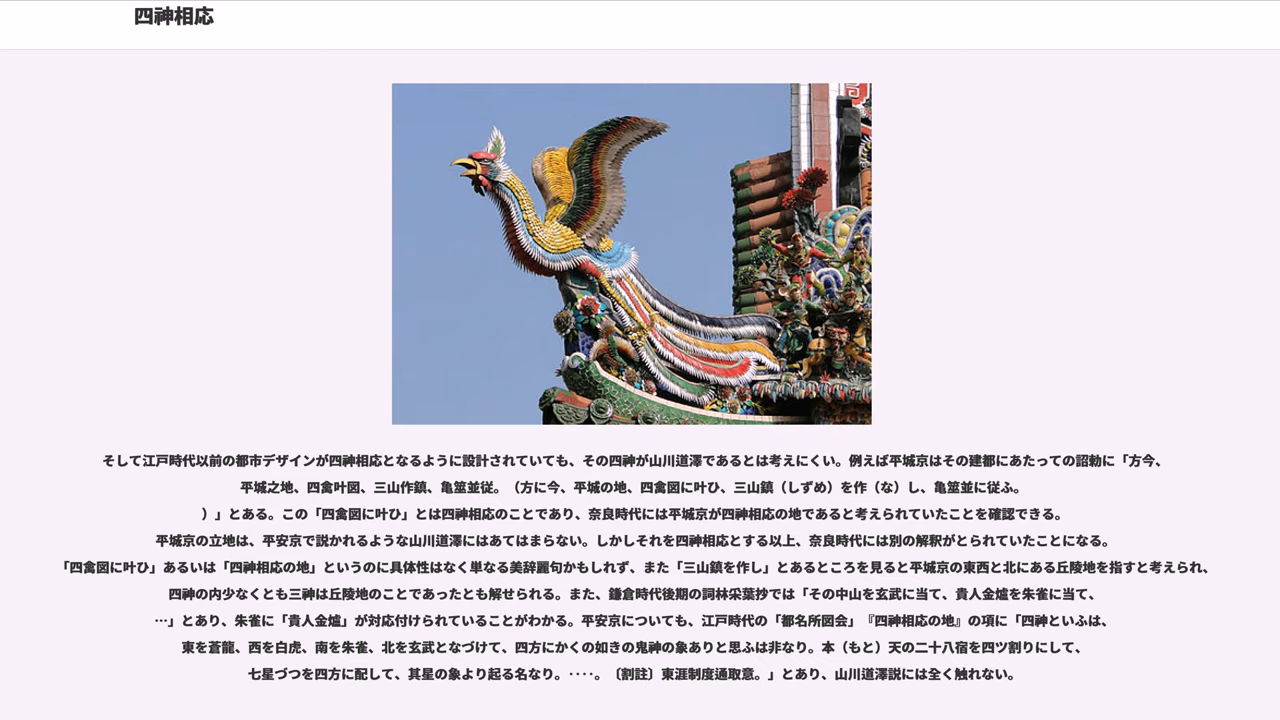 四神相応
そして江戸時代以前の都市デザインが四神相応となるように設計されていても、その四神が山川道澤であるとは考えにくい。例えば平城京はその建都にあたっての詔勅に「方今、
平城之地、四禽叶図、三山作鎮、亀筮並従。（方に今、平城の地、四禽図に叶ひ、三山鎮（しずめ）を作（な）し、亀筮並に従ふ。
）」とある。この「四禽図に叶ひ」とは四神相応のことであり、奈良時代には平城京が四神相応の地であると考えられていたことを確認できる。
平城京の立地は、平安京で説かれるような山川道澤にはあてはまらない。しかしそれを四神相応とする以上、奈良時代には別の解釈がとられていたことになる。
「四禽図に叶ひ」あるいは「四神相応の地」というのに具体性はなく単なる美辞麗句かもしれず、また「三山鎮を作し」とあるところを見ると平城京の東西と北にある丘陵地を指すと考えられ、
四神の内少なくとも三神は丘陵地のことであったとも解せられる。また、鎌倉時代後期の詞林采葉抄では「その中山を玄武に当て、貴人金爐を朱雀に当て、
…」とあり、朱雀に「貴人金爐」が対応付けられていることがわかる。平安京についても、江戸時代の「都名所図会」『四神相応の地』の項に「四神といふは、
東を蒼龍、西を白虎、南を朱雀、北を玄武となづけて、四方にかくの如きの鬼神の象ありと思ふは非なり。本（もと）天の二十八宿を四ツ割りにして、
七星づつを四方に配して、其星の象より起る名なり。‥‥。〔割註〕東涯制度通取意。」とあり、山川道澤説には全く触れない。